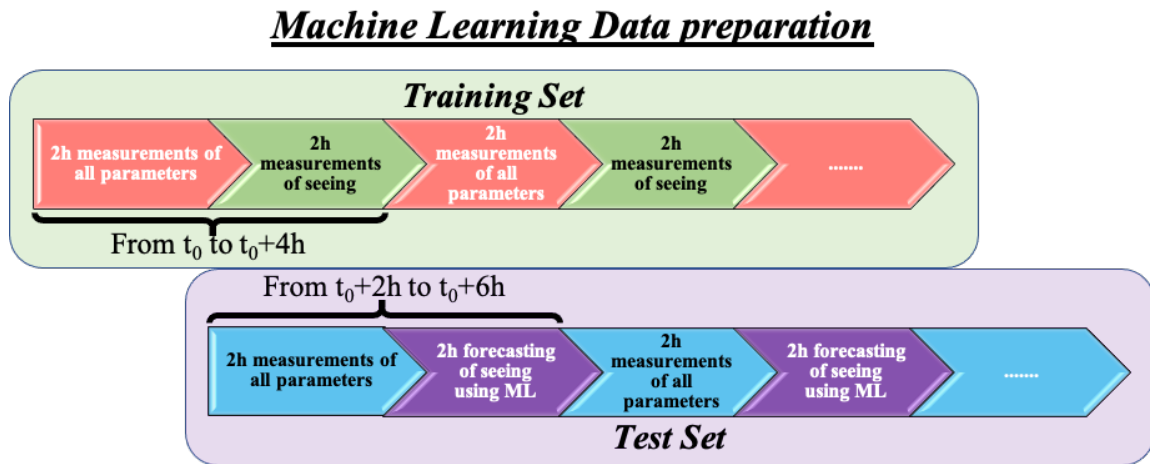 Machine Learning Data preparation
Training Set
2h measurements of
all parameters
2h
measurements
of seeing
2h
measurements
of all
parameters
2h
measurements
of seeing
.......
From t₀ to t₀+4h
From t₀+2h to t₀+6h
2h measurements of
all parameters
2h forecasting
of seeing
using ML
2h
measurements
of all
parameters
2h forecasting
of seeing
using ML
.......
Test Set